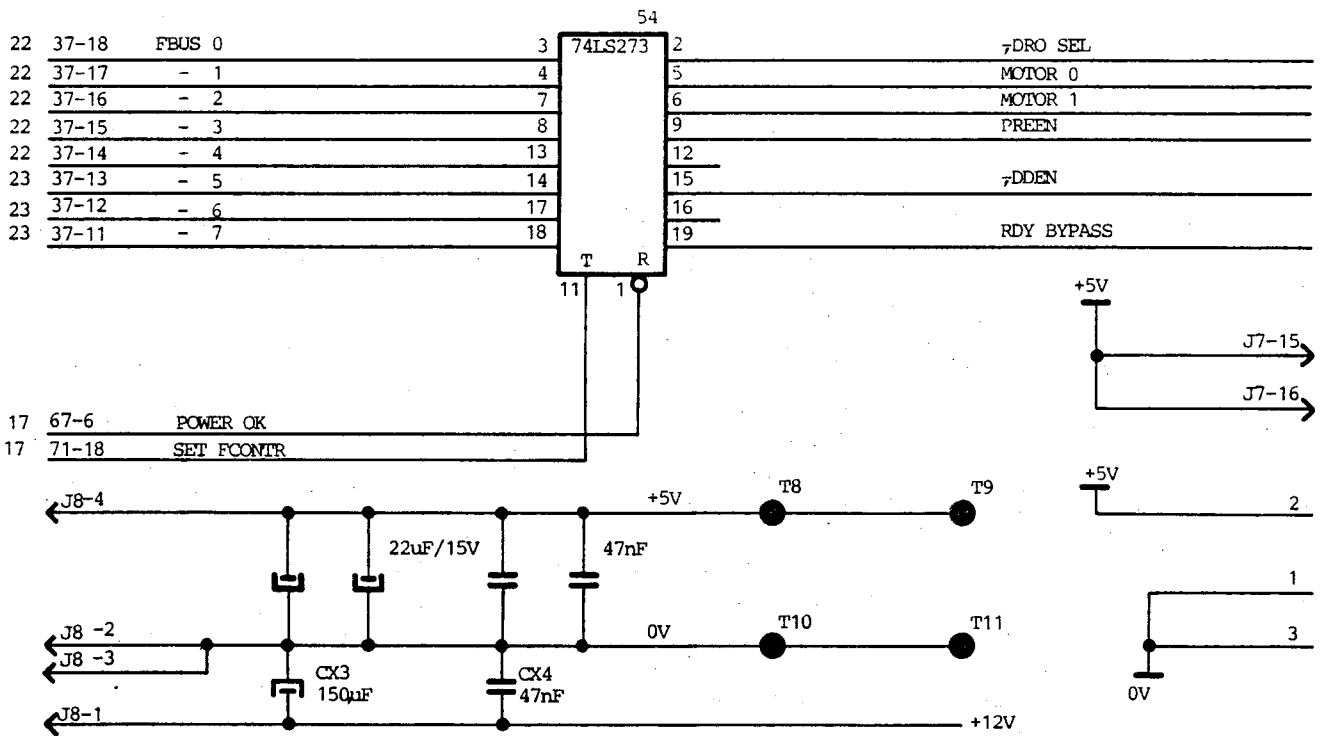 54
22 37-18 FBUS 0 3 74LS273 2 ¬DRO SEL
22 37-17 - 1 4 5 MOTOR 0
22 37-16 - 2 7 6 MOTOR 1
22 37-15 - 3 8 9 PREEN
22 37-14 - 4 13 12
23 37-13 - 5 14 15 ¬DDEN
23 37-12 - 6 17 16
23 37-11 - 7 18 19 RDY BYPASS
T R
11 1
+5V
J7-15
J7-16
17 67-6 POWER OK
17 71-18 SET FCONTR
J8-4 +5V T8 T9 +5V 2
22uF/15V 47nF
1
J8 -2 0V T10 T11 3
J8 -3
CX3 CX4
150µF 47nF 0V
J8-1 +12V